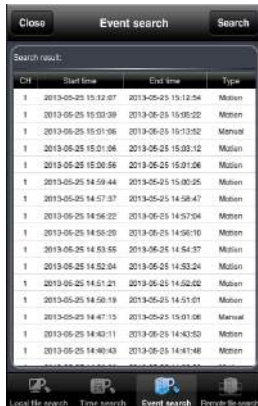 Close Event search Search
Search result:
CH Start time End time Type
1 2013-05-25 15:12:07 2013-05-25 15:12:54 Motion
1 2013-05-25 15:03:39 2013-05-25 15:05:22 Motion
1 2013-05-25 15:01:06 2013-05-25 15:13:52 Manual
1 2013-05-25 15:01:06 2013-05-25 15:03:12 Motion
1 2013-05-25 15:00:56 2013-05-25 15:01:06 Motion
1 2013-05-25 14:59:44 2013-05-25 15:00:25 Motion
1 2013-05-25 14:57:37 2013-05-25 14:58:47 Motion
1 2013-05-25 14:56:22 2013-05-25 14:57:04 Motion
1 2013-05-25 14:55:20 2013-05-25 14:56:10 Motion
1 2013-05-25 14:53:55 2013-05-25 14:54:37 Motion
1 2013-05-25 14:52:04 2013-05-25 14:53:24 Motion
1 2013-05-25 14:51:21 2013-05-25 14:52:02 Motion
1 2013-05-25 14:50:19 2013-05-25 14:51:01 Motion
1 2013-05-25 14:47:15 2013-05-25 15:01:06 Manual
1 2013-05-25 14:43:11 2013-05-25 14:43:53 Motion
1 2013-05-25 14:40:43 2013-05-25 14:41:48 Motion
Local file search Time search Event search Remote file search